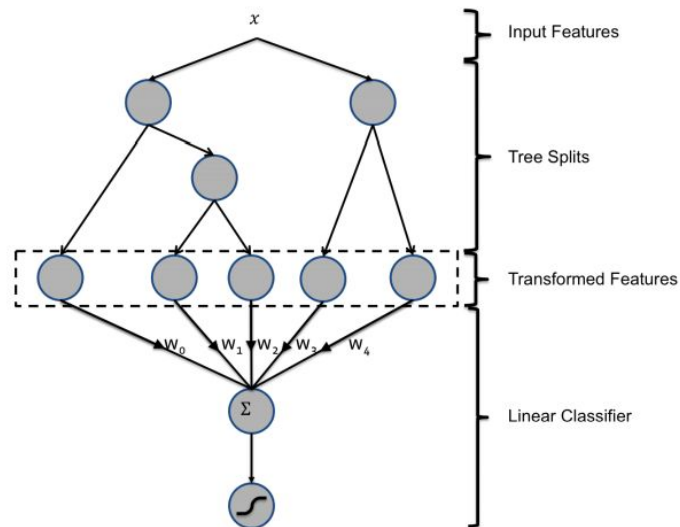 x
Input Features
Tree Splits
Transformed Features
W₀ W₁ W₂ W₃ W₄
Σ
Linear Classifier